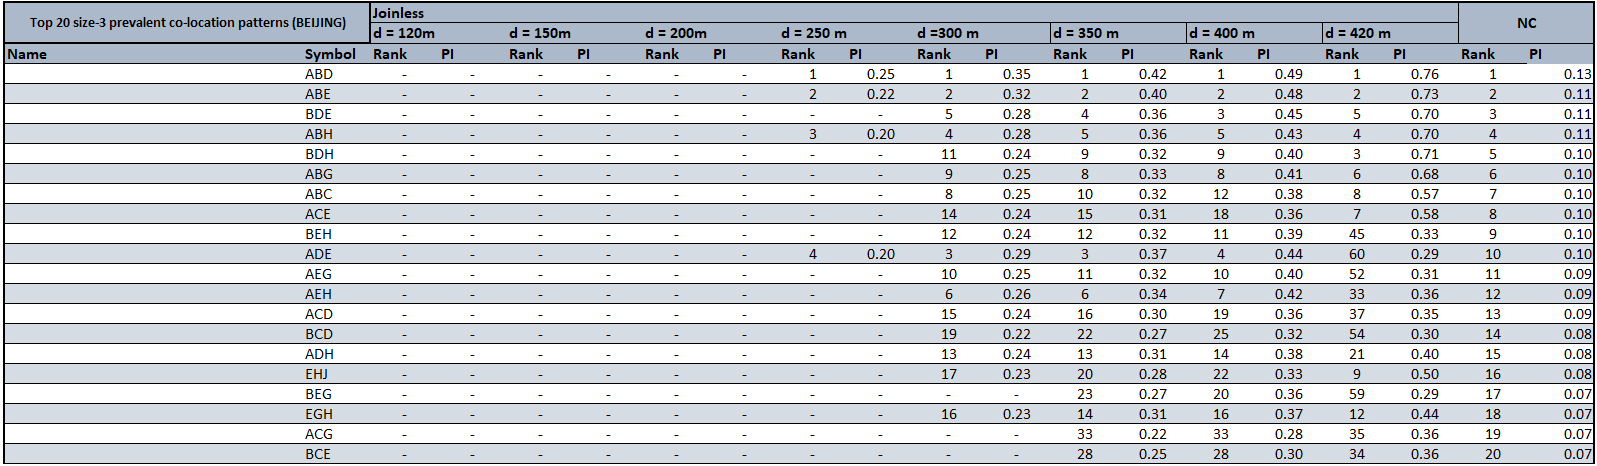 Top 20 size-3 prevalent co-location patterns (BEIJING) Joinless NC
d = 120m d = 150m d = 200m d = 250 m d =300 m d = 350 m d = 400 m d = 420 m
Name Symbol Rank PI Rank PI Rank PI Rank PI Rank PI Rank PI Rank PI Rank PI Rank PI
ABD - - - - - - 1 0.25 1 0.35 1 0.42 1 0.49 1 0.76 1 0.13
ABE - - - - - - 2 0.22 2 0.32 2 0.40 2 0.48 2 0.73 2 0.11
BDE - - - - - - - - 5 0.28 4 0.36 3 0.45 5 0.70 3 0.11
ABH - - - - - - 3 0.20 4 0.28 5 0.36 5 0.43 4 0.70 4 0.11
BDH - - - - - - - - 11 0.24 9 0.32 9 0.40 3 0.71 5 0.10
ABG - - - - - - - - 9 0.25 8 0.33 8 0.41 6 0.68 6 0.10
ABC - - - - - - - - 8 0.25 10 0.32 12 0.38 8 0.57 7 0.10
ACE - - - - - - - - 14 0.24 15 0.31 18 0.36 7 0.58 8 0.10
BEH - - - - - - - - 12 0.24 12 0.32 11 0.39 45 0.33 9 0.10
ADE - - - - - - 4 0.20 3 0.29 3 0.37 4 0.44 60 0.29 10 0.10
AEG - - - - - - - - 10 0.25 11 0.32 10 0.40 52 0.31 11 0.09
AEH - - - - - - - - 6 0.26 6 0.34 7 0.42 33 0.36 12 0.09
ACD - - - - - - - - 15 0.24 16 0.30 19 0.36 37 0.35 13 0.09
BCD - - - - - - - - 19 0.22 22 0.27 25 0.32 54 0.30 14 0.08
ADH - - - - - - - - 13 0.24 13 0.31 14 0.38 21 0.40 15 0.08
EHJ - - - - - - - - 17 0.23 20 0.28 22 0.33 9 0.50 16 0.08
BEG - - - - - - - - - - 23 0.27 20 0.36 59 0.29 17 0.07
EGH - - - - - - - - 16 0.23 14 0.31 16 0.37 12 0.44 18 0.07
ACG - - - - - - - - - - 33 0.22 33 0.28 35 0.36 19 0.07
BCE - - - - - - - - - - 28 0.25 28 0.30 34 0.36 20 0.07